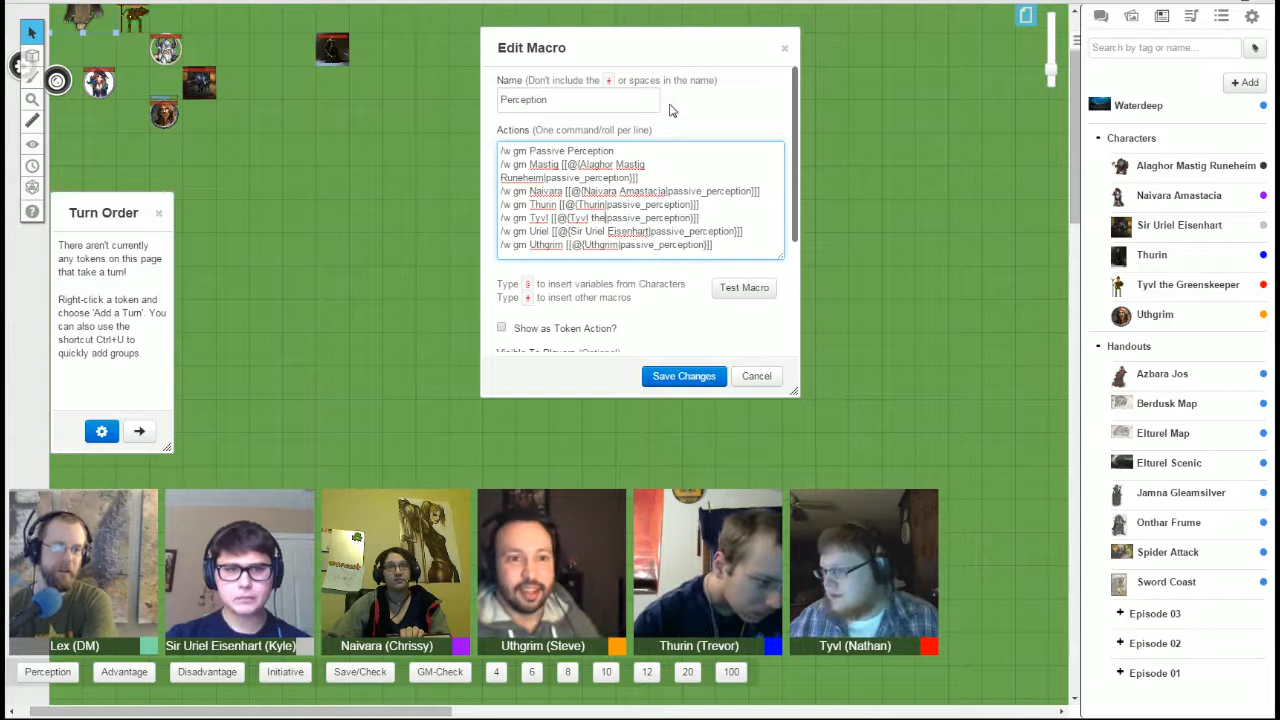 Edit Macro
×
Name (Don't include the # or spaces in the name)
Perception
Actions (One command/roll per line)
/w gm Passive Perception
/w gm Mastig [[@{Alaghor Mastig
Runeheim|passive_perception}]]
/w gm Naivara [[@{Naivara Amastacia|passive_perception}]]
/w gm Thurin [[@{Thurin|passive_perception}]]
/w gm Tyvl [[@{Tyvl the|passive_perception}]]
/w gm Uriel [[@{Sir Uriel Eisenhart|passive_perception}]]
/w gm Uthgrim [[@{Uthgrim|passive_perception}]]
Type @ to insert variables from Characters
Type # to insert other macros
Test Macro
Show as Token Action?
Visible To Players (Optional)
Save Changes
Cancel
Turn Order
×
There aren't currently
any tokens on this page
that take a turn!
Right-click a token and
choose 'Add a Turn'. You
can also use the
shortcut Ctrl+U to
quickly add groups.
Search by tag or name...
+ Add
Waterdeep
- Characters
Alaghor Mastig Runeheim
Naivara Amastacia
Sir Uriel Eisenhart
Thurin
Tyvl the Greenskeeper
Uthgrim
- Handouts
Azbara Jos
Berdusk Map
Elturel Map
Elturel Scenic
Jamna Gleamsilver
Onthar Frume
Spider Attack
Sword Coast
+ Episode 03
+ Episode 02
+ Episode 01
Lex (DM)
Sir Uriel Eisenhart (Kyle)
Naivara (Chrissy)
Uthgrim (Steve)
Thurin (Trevor)
Tyvl (Nathan)
Perception
Advantage
Disadvantage
Initiative
Save/Check
GM-Check
4
6
8
10
12
20
100